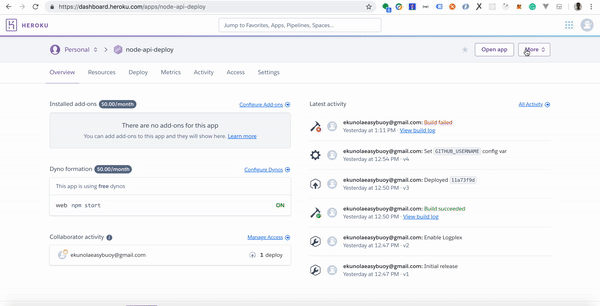 https://dashboard.heroku.com/apps/node-api-deploy
HEROKU
Jump to Favorites, Apps, Pipelines, Spaces...
Personal
node-api-deploy
Open app
More
Overview
Resources
Deploy
Metrics
Activity
Access
Settings
Installed add-ons $0.00/month
Configure Add-ons
There are no add-ons for this app
You can add add-ons to this app and they will show here. Learn more
Dyno formation $0.00/month
Configure Dynos
This app is using free dynos
web npm start
ON
Collaborator activity
Manage Access
ekunolaeasybuoy@gmail.com
1 deploy
Latest activity
All Activity
ekunolaeasybuoy@gmail.com: Build failed
Yesterday at 1:11 PM · View build log
ekunolaeasybuoy@gmail.com: Set GITHUB_USERNAME config var
Yesterday at 12:54 PM · v4
ekunolaeasybuoy@gmail.com: Deployed 11a73f9d
Yesterday at 12:50 PM · v3
ekunolaeasybuoy@gmail.com: Build succeeded
Yesterday at 12:50 PM · View build log
ekunolaeasybuoy@gmail.com: Enable Logplex
Yesterday at 12:47 PM · v2
ekunolaeasybuoy@gmail.com: Initial release
Yesterday at 12:47 PM · v1